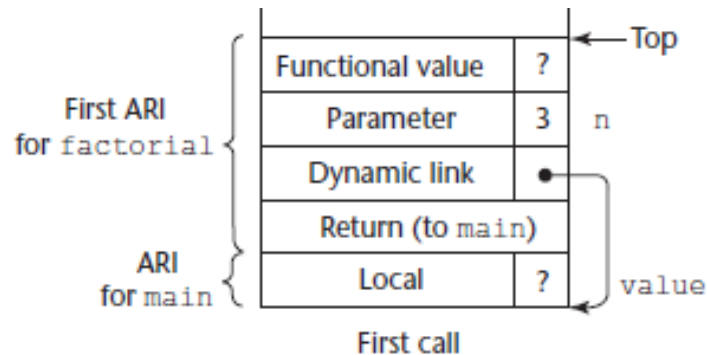 Top
Functional value ?
First ARI
for factorial
Parameter 3 n
Dynamic link
Return (to main)
ARI
for main
Local ? value
First call